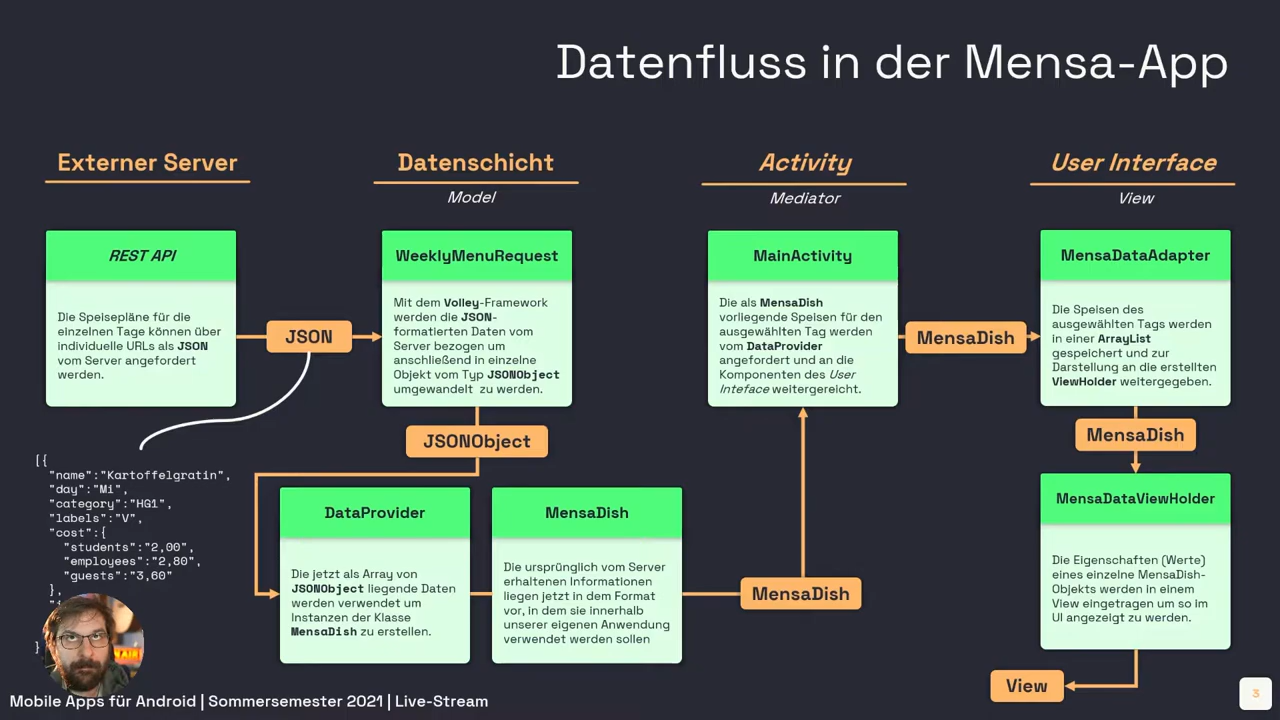 Datenfluss in der Mensa-App
Externer Server
Datenschicht
Model
Activity
Mediator
User Interface
View
REST API
Die Speisepläne für die
einzelnen Tage können über
individuelle URLs als JSON
vom Server angefordert
werden.
JSON
WeeklyMenuRequest
Mit dem Volley-Framework
werden die JSON-
formatierten Daten vom
Server bezogen um
anschließend in einzelne
Objekt vom Typ JSONObject
umgewandelt zu werden.
MainActivity
Die als MensaDish
vorliegende Speisen für den
ausgewählten Tag werden
vom DataProvider
angefordert und an die
Komponenten des User
Inteface weitergereicht.
MensaDish
MensaDataAdapter
Die Speisen des
ausgewählten Tags werden
in einer ArrayList
gespeichert und zur
Darstellung an die erstellten
ViewHolder weitergegeben.
JSONObject
MensaDish
[{
"name":"Kartoffelgratin",
"day":"Mi",
"category":"HG1",
"labels":"V",
"cost":{
"students":"2,00",
"employees":"2,80",
"guests":"3,60"
},
}
DataProvider
Die jetzt als Array von
JSONObject liegende Daten
werden verwendet um
Instanzen der Klasse
MensaDish zu erstellen.
MensaDish
Die ursprünglich vom Server
erhaltenen Informationen
liegen jetzt in dem Format
vor, in dem sie innerhalb
unserer eigenen Anwendung
verwendet werden sollen
MensaDish
MensaDataViewHolder
Die Eigenschaften (Werte)
eines einzelne MensaDish-
Objekts werden in einem
View eingetragen um so im
UI angezeigt zu werden.
View
Mobile Apps für Android | Sommersemester 2021 | Live-Stream
3